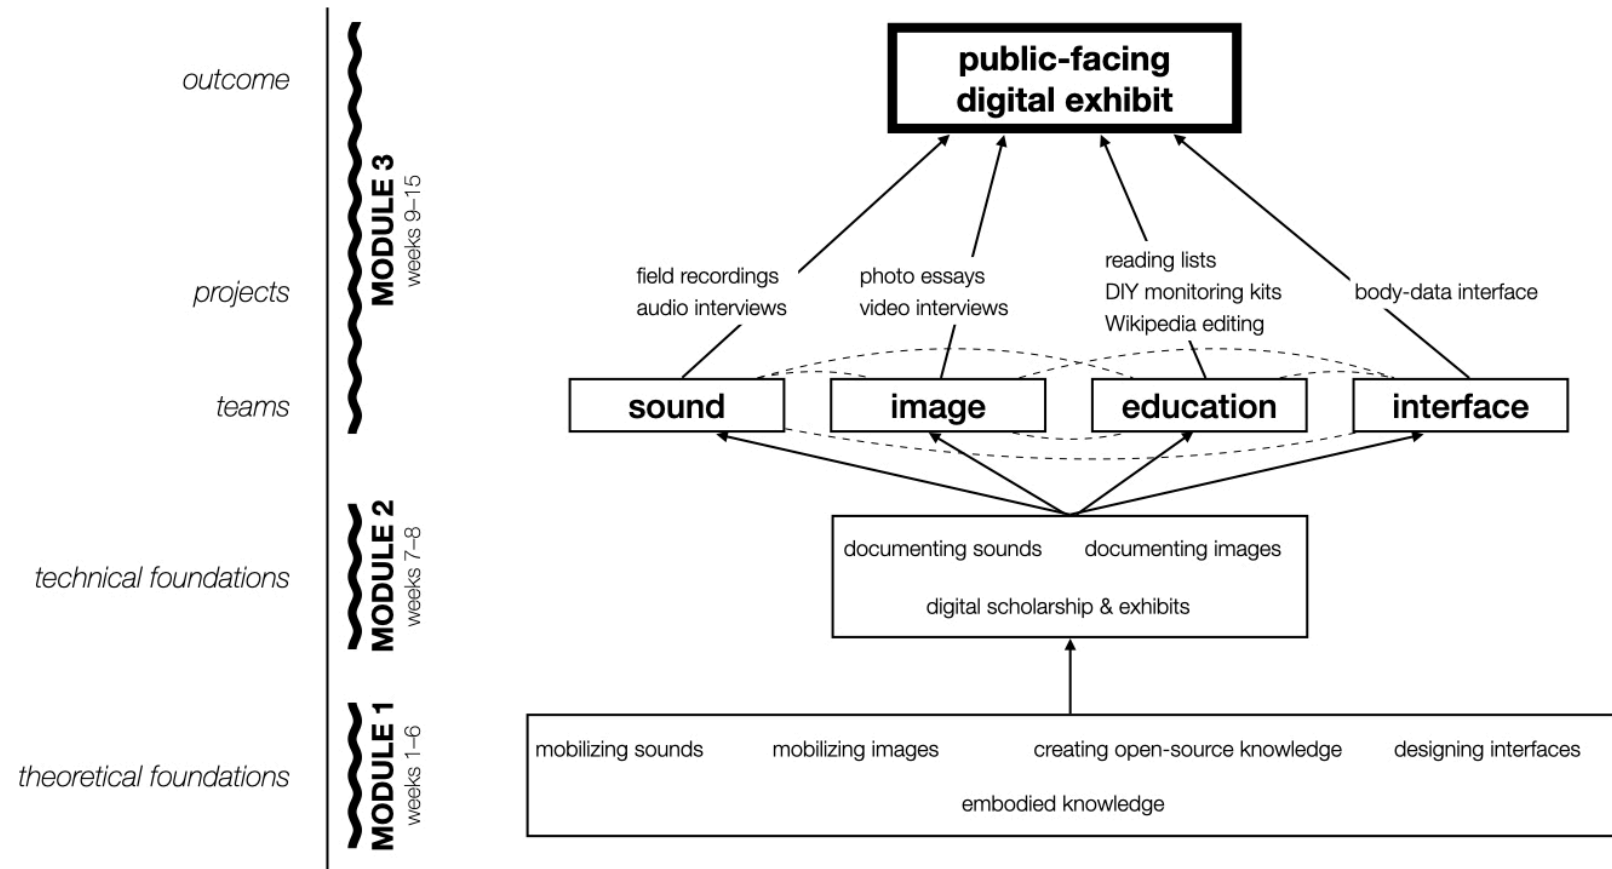 outcome
projects
teams
technical foundations
theoretical foundations
MODULE 3
weeks 9–15
MODULE 2
weeks 7–8
MODULE 1
weeks 1–6
public-facing
digital exhibit
field recordings
audio interviews
photo essays
video interviews
reading lists
DIY monitoring kits
Wikipedia editing
body-data interface
sound
image
education
interface
documenting sounds
documenting images
digital scholarship & exhibits
mobilizing sounds
mobilizing images
creating open-source knowledge
designing interfaces
embodied knowledge